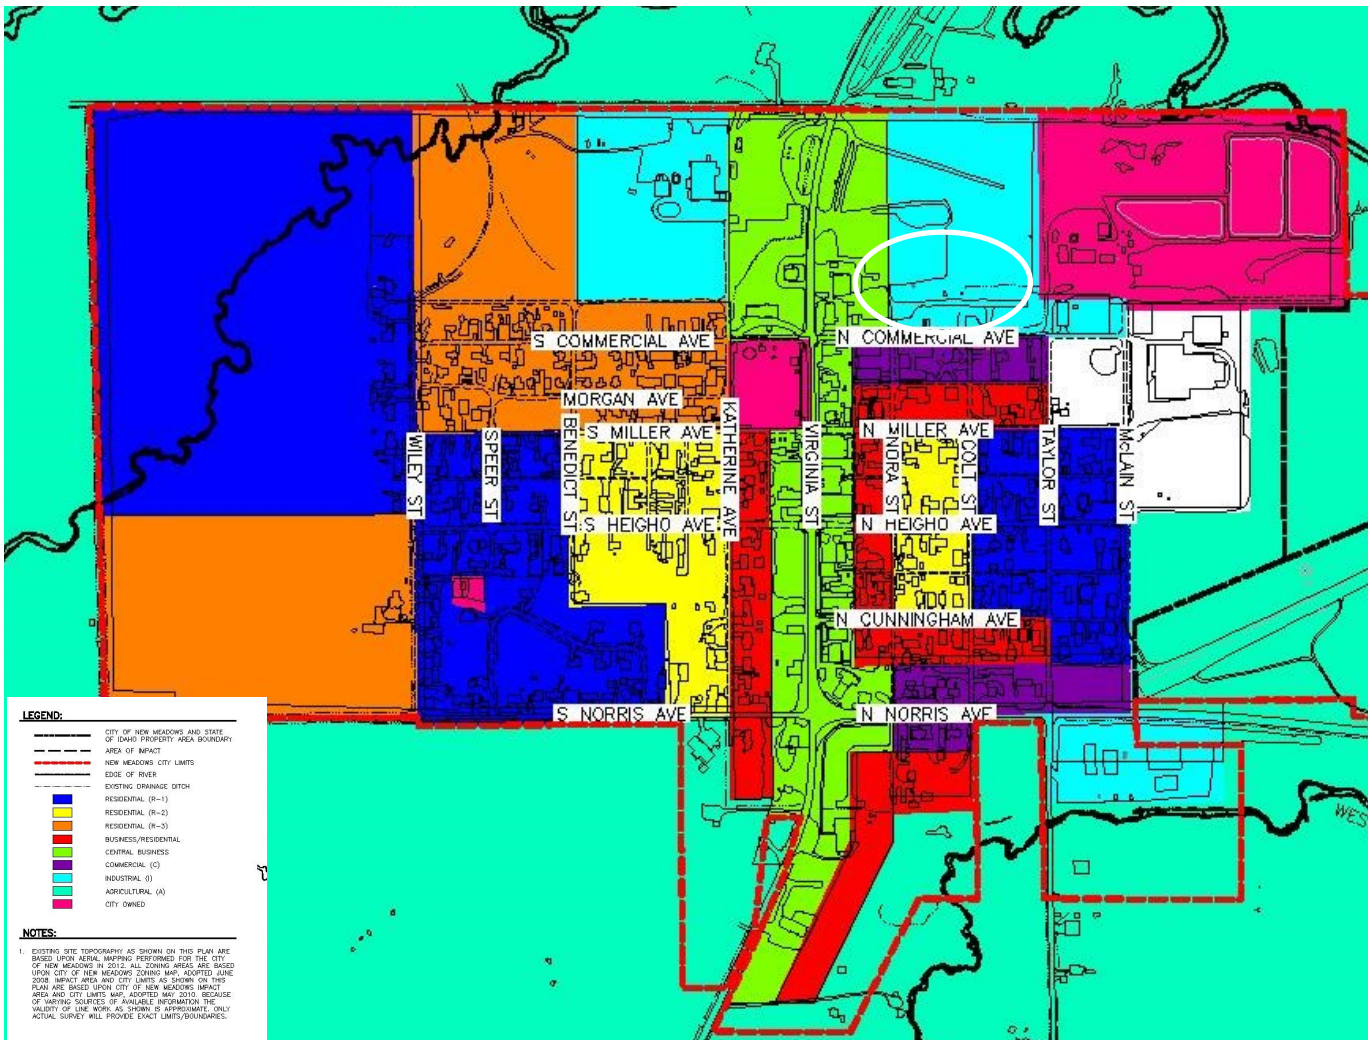 S COMMERCIAL AVE
N COMMERCIAL AVE
MORGAN AVE
S MILLER AVE
N MILLER AVE
WILEY ST
SPEER ST
BENEDICT ST
KATHERINE AVE
VIRGINIA ST
NORA ST
COLT ST
TAYLOR ST
McLAIN ST
S HEIGHO AVE
N HEIGHO AVE
N CUNNINGHAM AVE
S NORRIS AVE
N NORRIS AVE
WES
LEGEND:
CITY OF NEW MEADOWS AND STATE
OF IDAHO PROPERTY AREA BOUNDARY
AREA OF IMPACT
NEW MEADOWS CITY LIMITS
EDGE OF RIVER
EXISTING DRAINAGE DITCH
RESIDENTIAL (R-1)
RESIDENTIAL (R-2)
RESIDENTIAL (R-3)
BUSINESS/RESIDENTIAL
CENTRAL BUSINESS
COMMERCIAL (C)
INDUSTRIAL (I)
AGRICULTURAL (A)
CITY OWNED
NOTES:
1. EXISTING SITE TOPOGRAPHY AS SHOWN ON THIS PLAN ARE
BASED UPON AERIAL MAPPING PERFORMED FOR THE CITY
OF NEW MEADOWS IN 2012. ALL ZONING AREAS ARE BASED
UPON CITY OF NEW MEADOWS ZONING MAP, ADOPTED JUNE
2008. IMPACT AREA AND CITY LIMITS AS SHOWN ON THIS
PLAN ARE BASED UPON CITY OF NEW MEADOWS IMPACT
AREA AND CITY LIMITS MAP, ADOPTED MAY 2010. BECAUSE
OF VARYING SOURCES OF AVAILABLE INFORMATION THE
VALIDITY OF LINE WORK AS SHOWN IS APPROXIMATE. ONLY
ACTUAL SURVEY WILL PROVIDE EXACT LIMITS/BOUNDARIES.